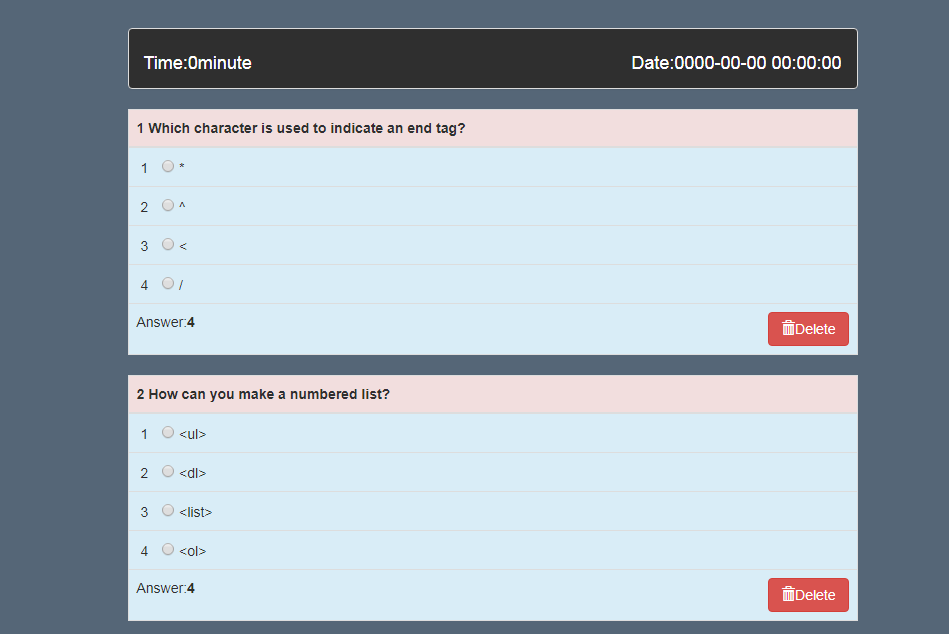 Time:0minute Date:0000-00-00 00:00:00
1 Which character is used to indicate an end tag?
1 *
2 ^
3 <
4 /
Answer:4 Delete
2 How can you make a numbered list?
1 <ul>
2 <dl>
3 <list>
4 <ol>
Answer:4 Delete